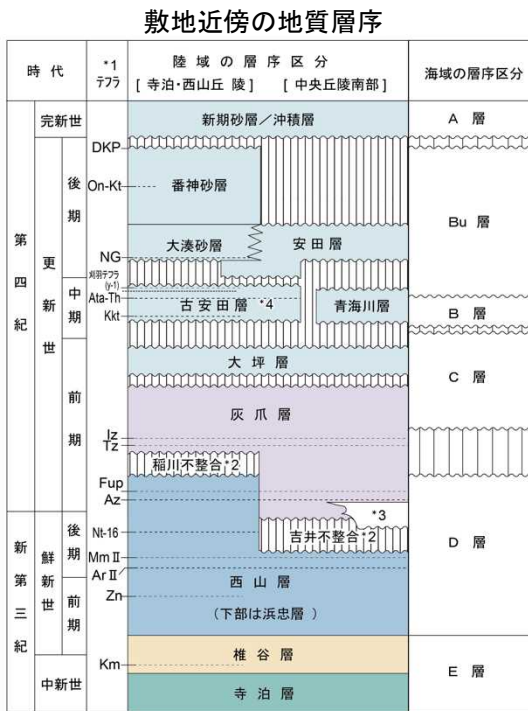 敷地近傍の地質層序
時代
*1
テフラ
陸域の層序区分
[寺泊・西山丘陵]
[中央丘陵南部]
海域の層序区分
第四紀
新第三紀
完新世
更新世
鮮新世
中新世
後期
中期
前期
後期
前期
DKP
On-Kt
NG
刈羽テフラ
(y-1)
Ata-Th
Kkt
Iz
Tz
Fup
Az
Nt-16
Mm II
Ar II
Zn
Km
新期砂層/沖積層
番神砂層
大湊砂層
安田層
古安田層 *4
青海川層
大坪層
灰爪層
稲川不整合*2
*3
吉井不整合*2
西山層
(下部は浜忠層)
椎谷層
寺泊層
A層
Bu層
B層
C層
D層
E層